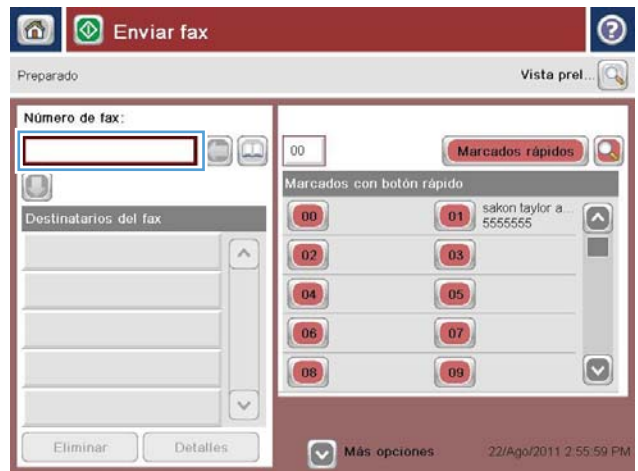 Enviar fax
Preparado
Vista prel...
Número de fax:
00
Marcados rápidos
Marcados con botón rápido
Destinatarios del fax
00
01
sakon taylor a...
5555555
02
03
04
05
06
07
08
09
Eliminar
Detalles
Más opciones
22/Ago/2011 2:55:59 PM